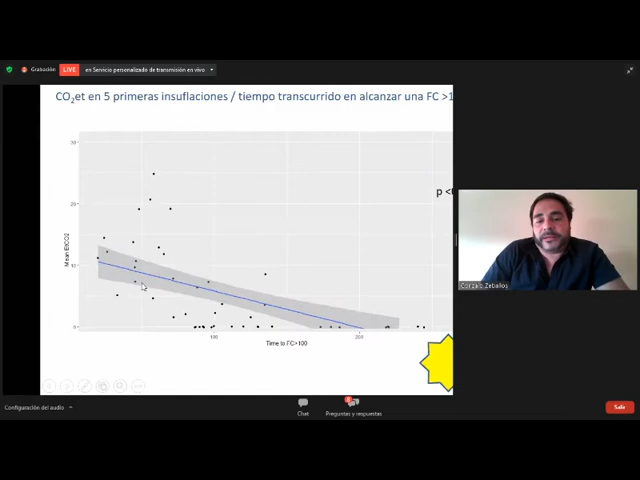 Grabación
LIVE
en Servicio personalizado de transmisión en vivo
CO2et en 5 primeras insuflaciones / tiempo transcurrido en alcanzar una FC >1
30
20
10
0
Mean EtCO2
100
200
Time to FC>100
p <0
Gonzalo Zeballos
Configuración del audio
Chat
Preguntas y respuestas
Salir